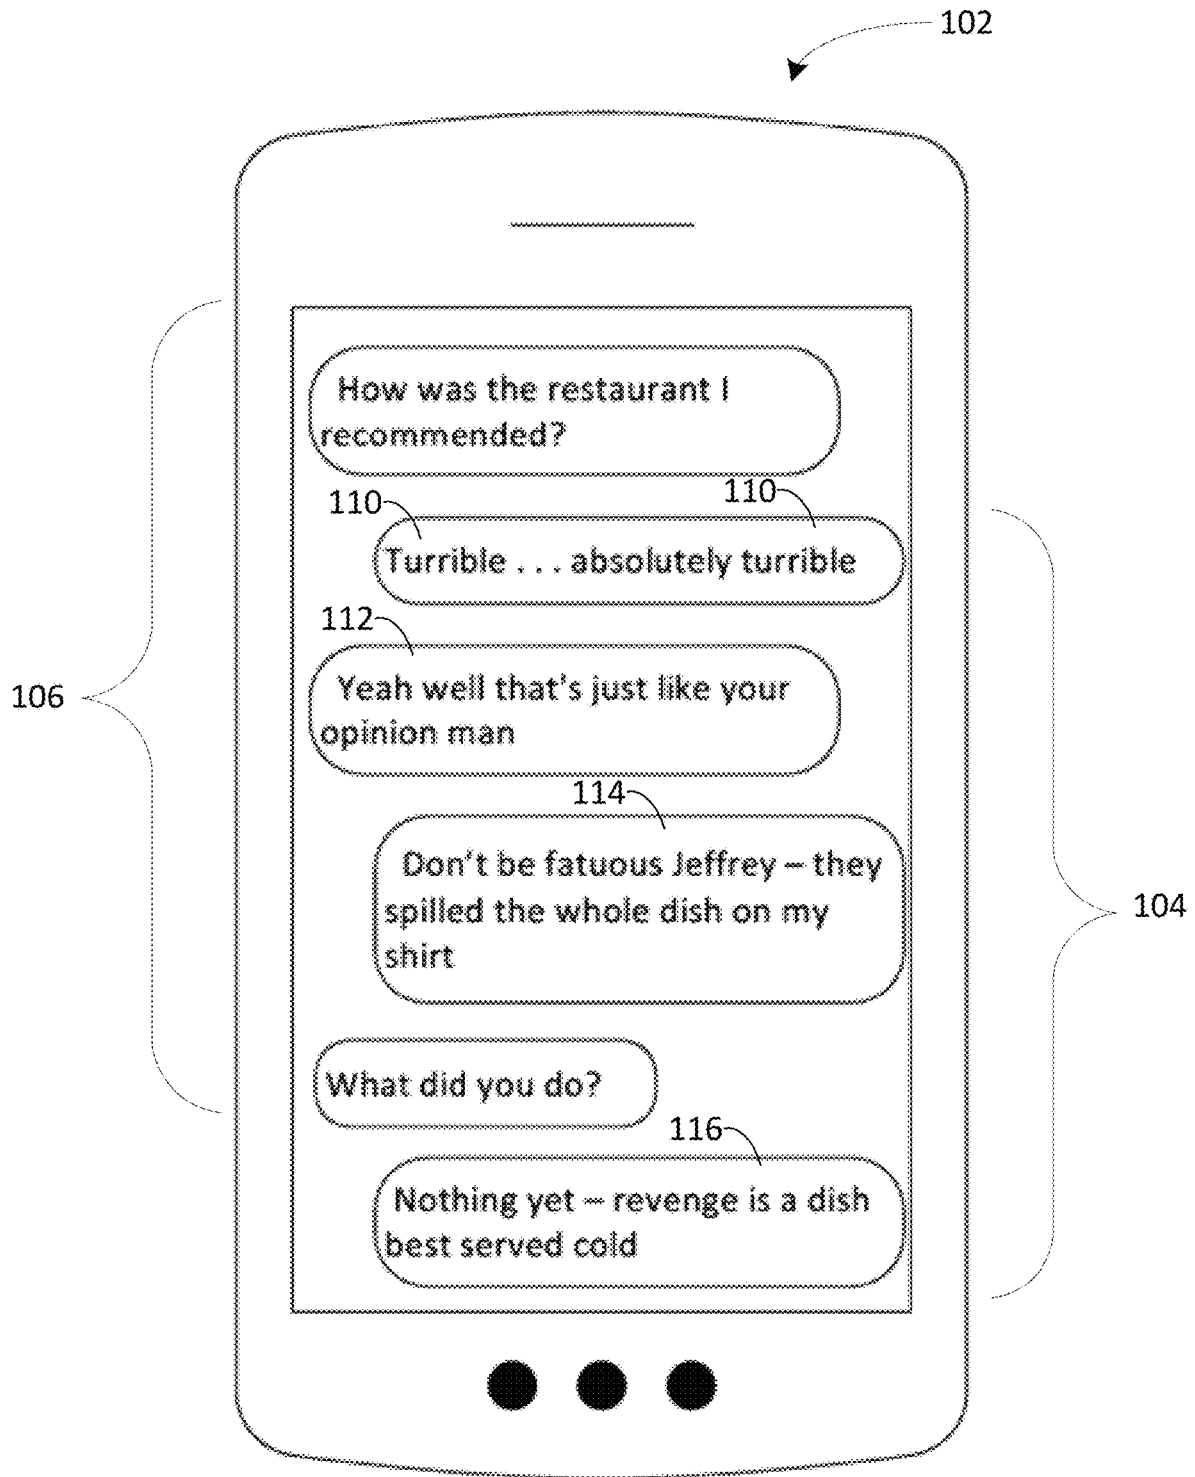 102
How was the restaurant I
recommended?
110
110
Turrible . . . absolutely turrible
112
Yeah well that's just like your
opinion man
106
114
Don't be fatuous Jeffrey – they
spilled the whole dish on my
shirt
104
What did you do?
116
Nothing yet – revenge is a dish
best served cold